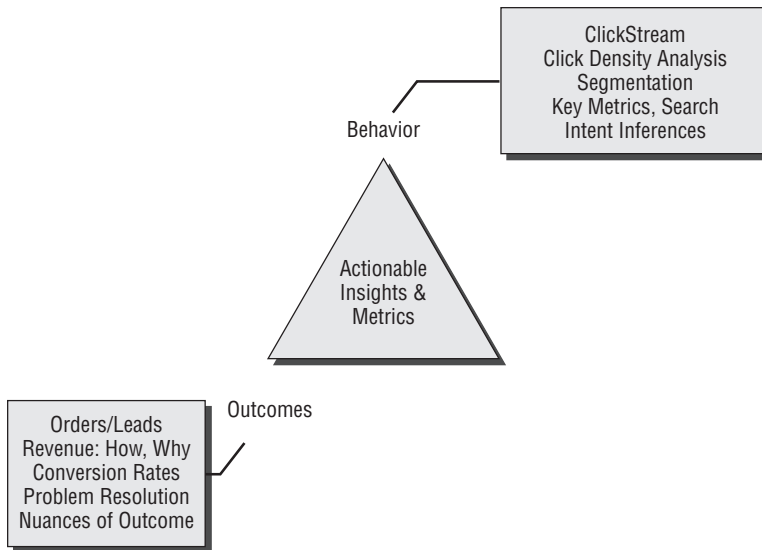 ClickStream
Click Density Analysis
Segmentation
Key Metrics, Search
Intent Inferences
Behavior
Actionable
Insights &
Metrics
Outcomes
Orders/Leads
Revenue: How, Why
Conversion Rates
Problem Resolution
Nuances of Outcome